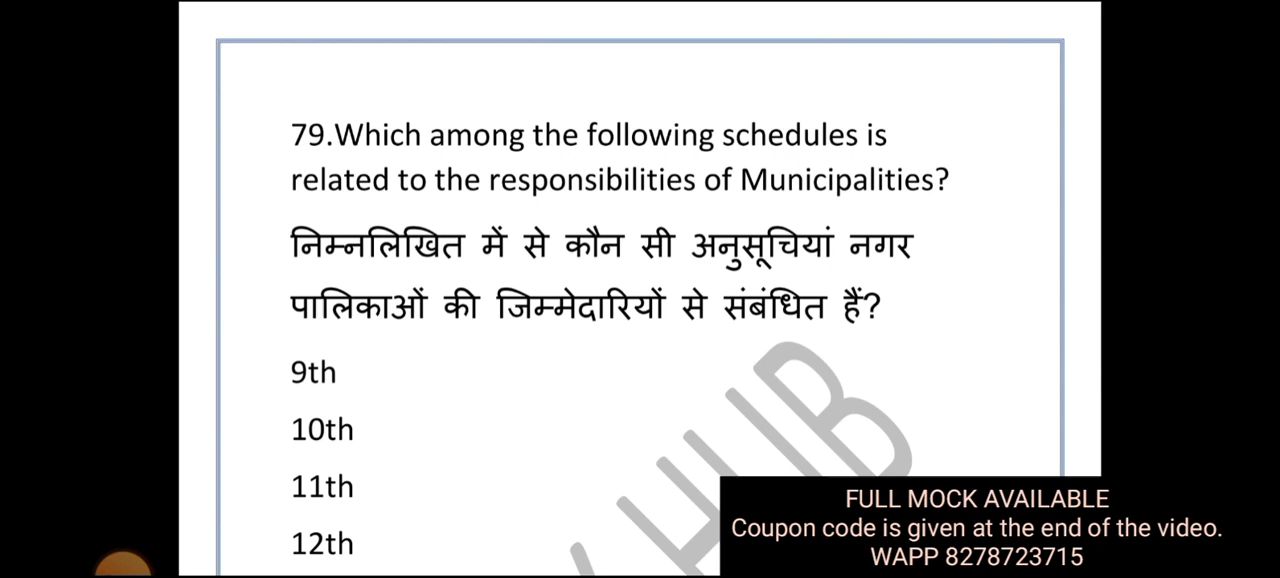 79.Which among the following schedules is
related to the responsibilities of Municipalities?
निम्नलिखित में से कौन सी अनुसूचियां नगर
पालिकाओं की जिम्मेदारियों से संबंधित हैं?
9th
10th
11th
12th
HUB
FULL MOCK AVAILABLE
Coupon code is given at the end of the video.
WAPP 8278723715